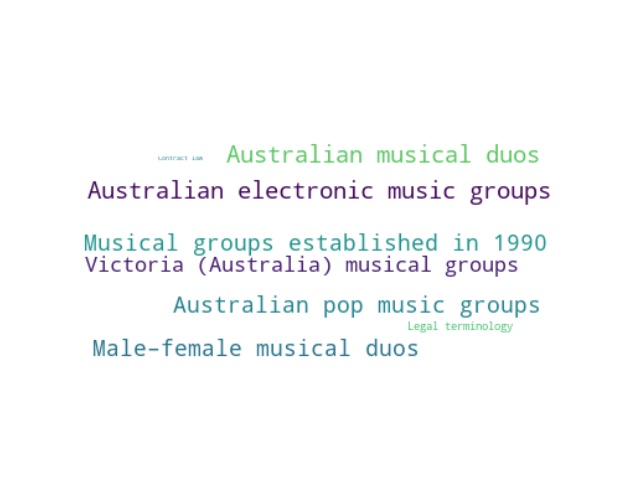 Contract law
Australian musical duos
Australian electronic music groups
Musical groups established in 1990
Victoria (Australia) musical groups
Australian pop music groups
Legal terminology
Male–female musical duos